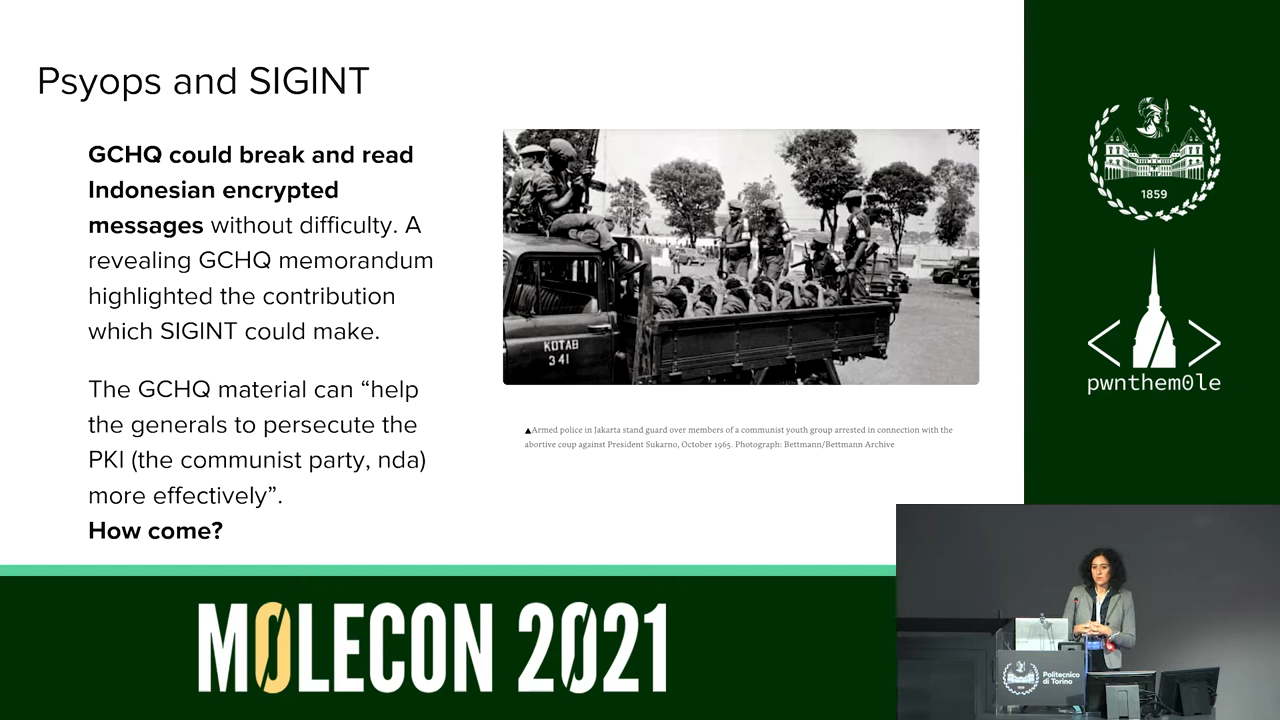 Psyops and SIGINT
GCHQ could break and read
Indonesian encrypted
messages without difficulty. A
revealing GCHQ memorandum
highlighted the contribution
which SIGINT could make.
The GCHQ material can “help
the generals to persecute the
PKI (the communist party, nda)
more effectively”.
How come?
KOTAB
341
▲Armed police in Jakarta stand guard over members of a communist youth group arrested in connection with the
abortive coup against President Sukarno, October 1965. Photograph: Bettmann/Bettmann Archive
1859
< >
pwnthem0le
MØLECON 2021
Politecnico
di Torino